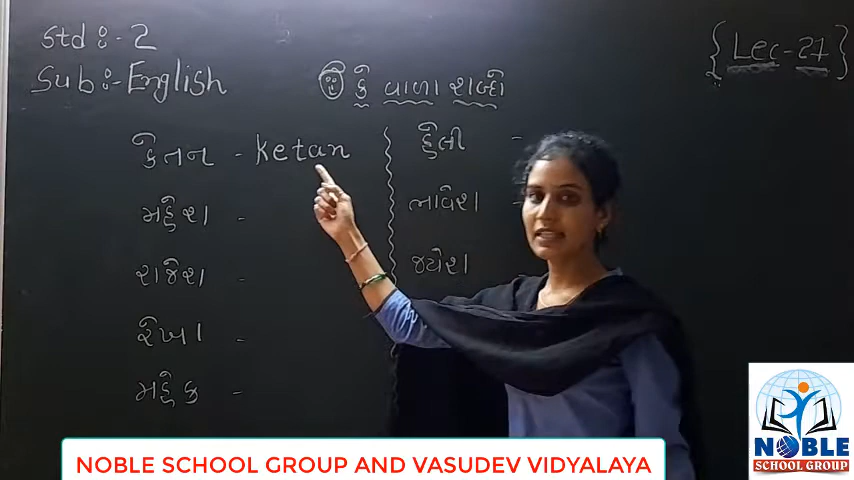 Std :- 2
Sub :- English
{Lec-27}
કે વાળા શબ્દો
કેતન - ketan
મહેશ -
રાજેશ -
રેખા -
મહેક -
હેલી -
ભાવેશ -
જયેશ
NOBLE SCHOOL GROUP AND VASUDEV VIDYALAYA
NOBLE
SCHOOL GROUP